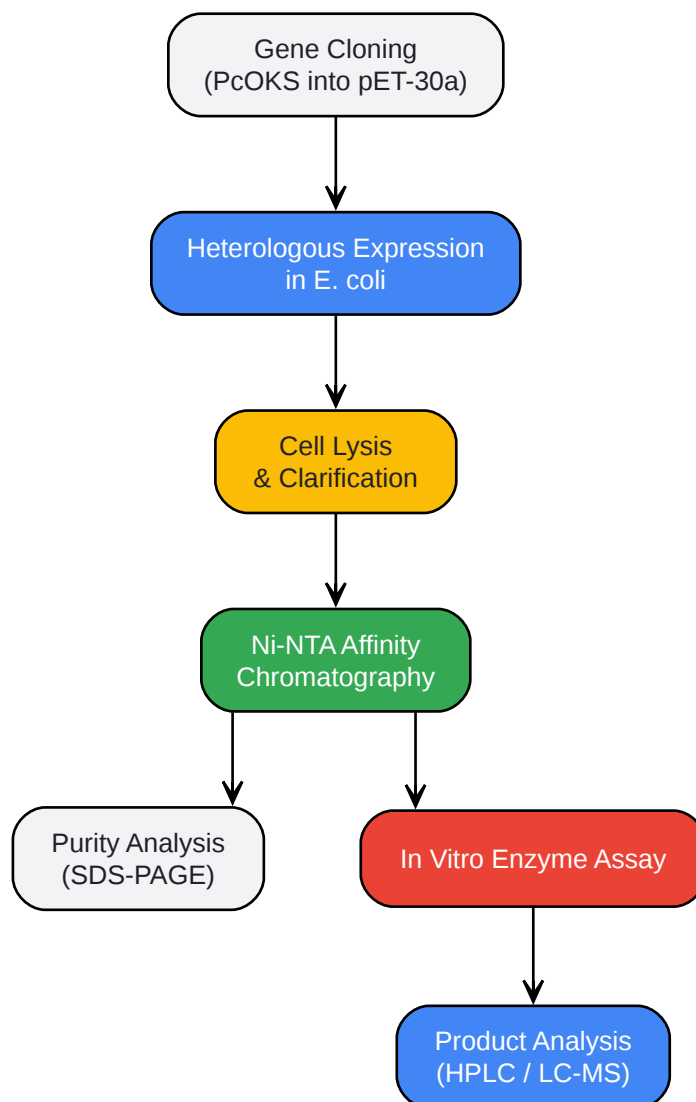 Gene Cloning
(PcOKS into pET-30a)
Heterologous Expression
in E. coli
Cell Lysis
& Clarification
Ni-NTA Affinity
Chromatography
Purity Analysis
(SDS-PAGE)
In Vitro Enzyme Assay
Product Analysis
(HPLC / LC-MS)